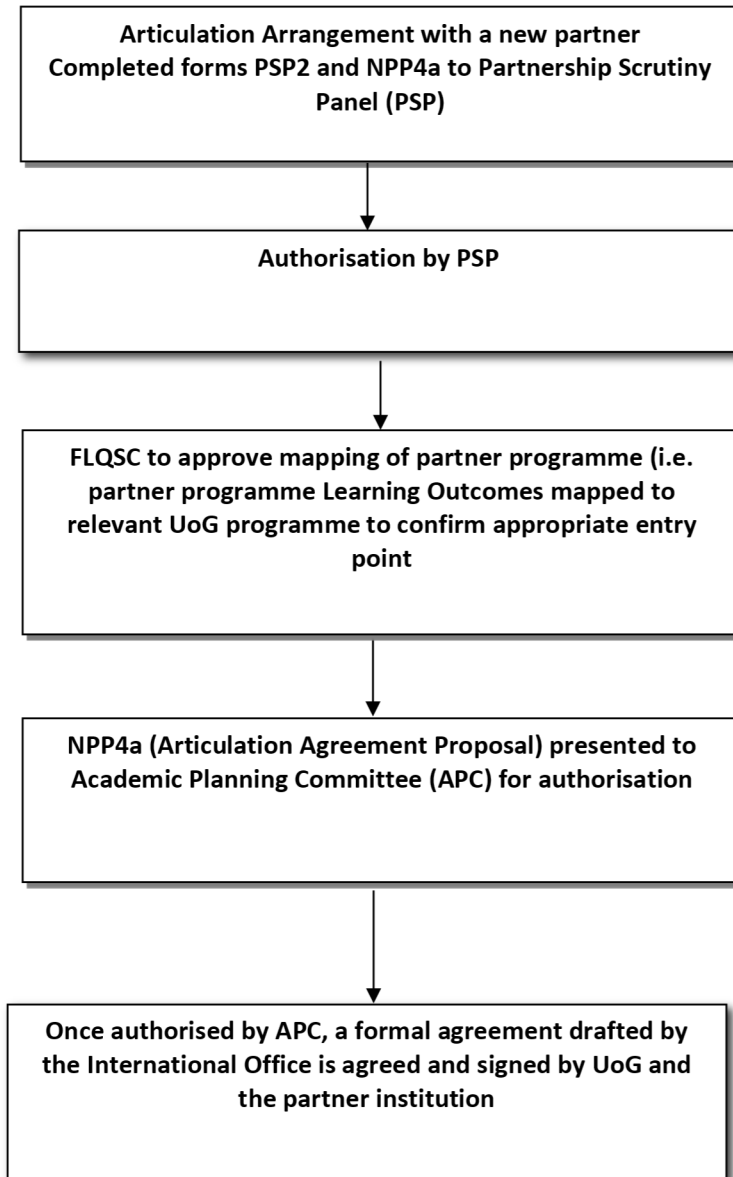 Articulation Arrangement with a new partner
Completed forms PSP2 and NPP4a to Partnership Scrutiny
Panel (PSP)
Authorisation by PSP
FLQSC to approve mapping of partner programme (i.e.
partner programme Learning Outcomes mapped to
relevant UoG programme to confirm appropriate entry
point
NPP4a (Articulation Agreement Proposal) presented to
Academic Planning Committee (APC) for authorisation
Once authorised by APC, a formal agreement drafted by
the International Office is agreed and signed by UoG and
the partner institution